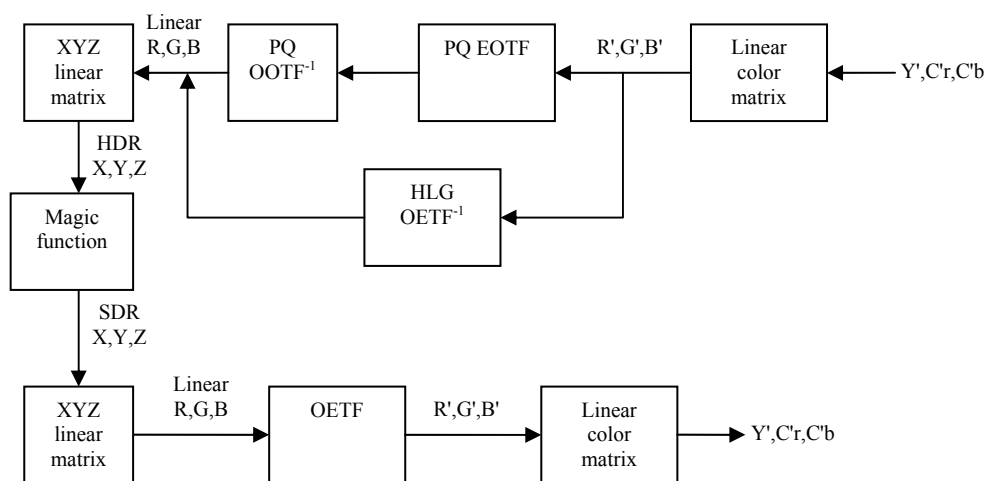 Linear
R,G,B
XYZ
linear
matrix
PQ
OOTF⁻¹
PQ EOTF
R',G',B'
Linear
color
matrix
Y',C'r,C'b
HDR
X,Y,Z
HLG
OETF⁻¹
Magic
function
SDR
X,Y,Z
XYZ
linear
matrix
Linear
R,G,B
OETF
R',G',B'
Linear
color
matrix
Y',C'r,C'b